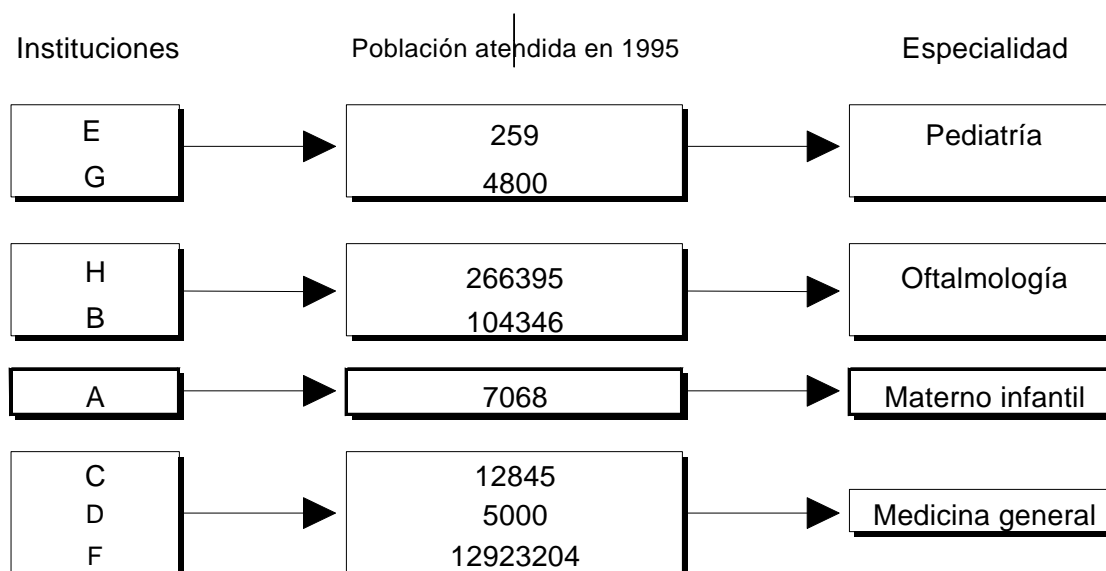 Instituciones
Población atendida en 1995
Especialidad
E
259
Pediatría
G
4800
H
266395
Oftalmología
B
104346
A
7068
Materno infantil
C
12845
D
5000
Medicina general
F
12923204